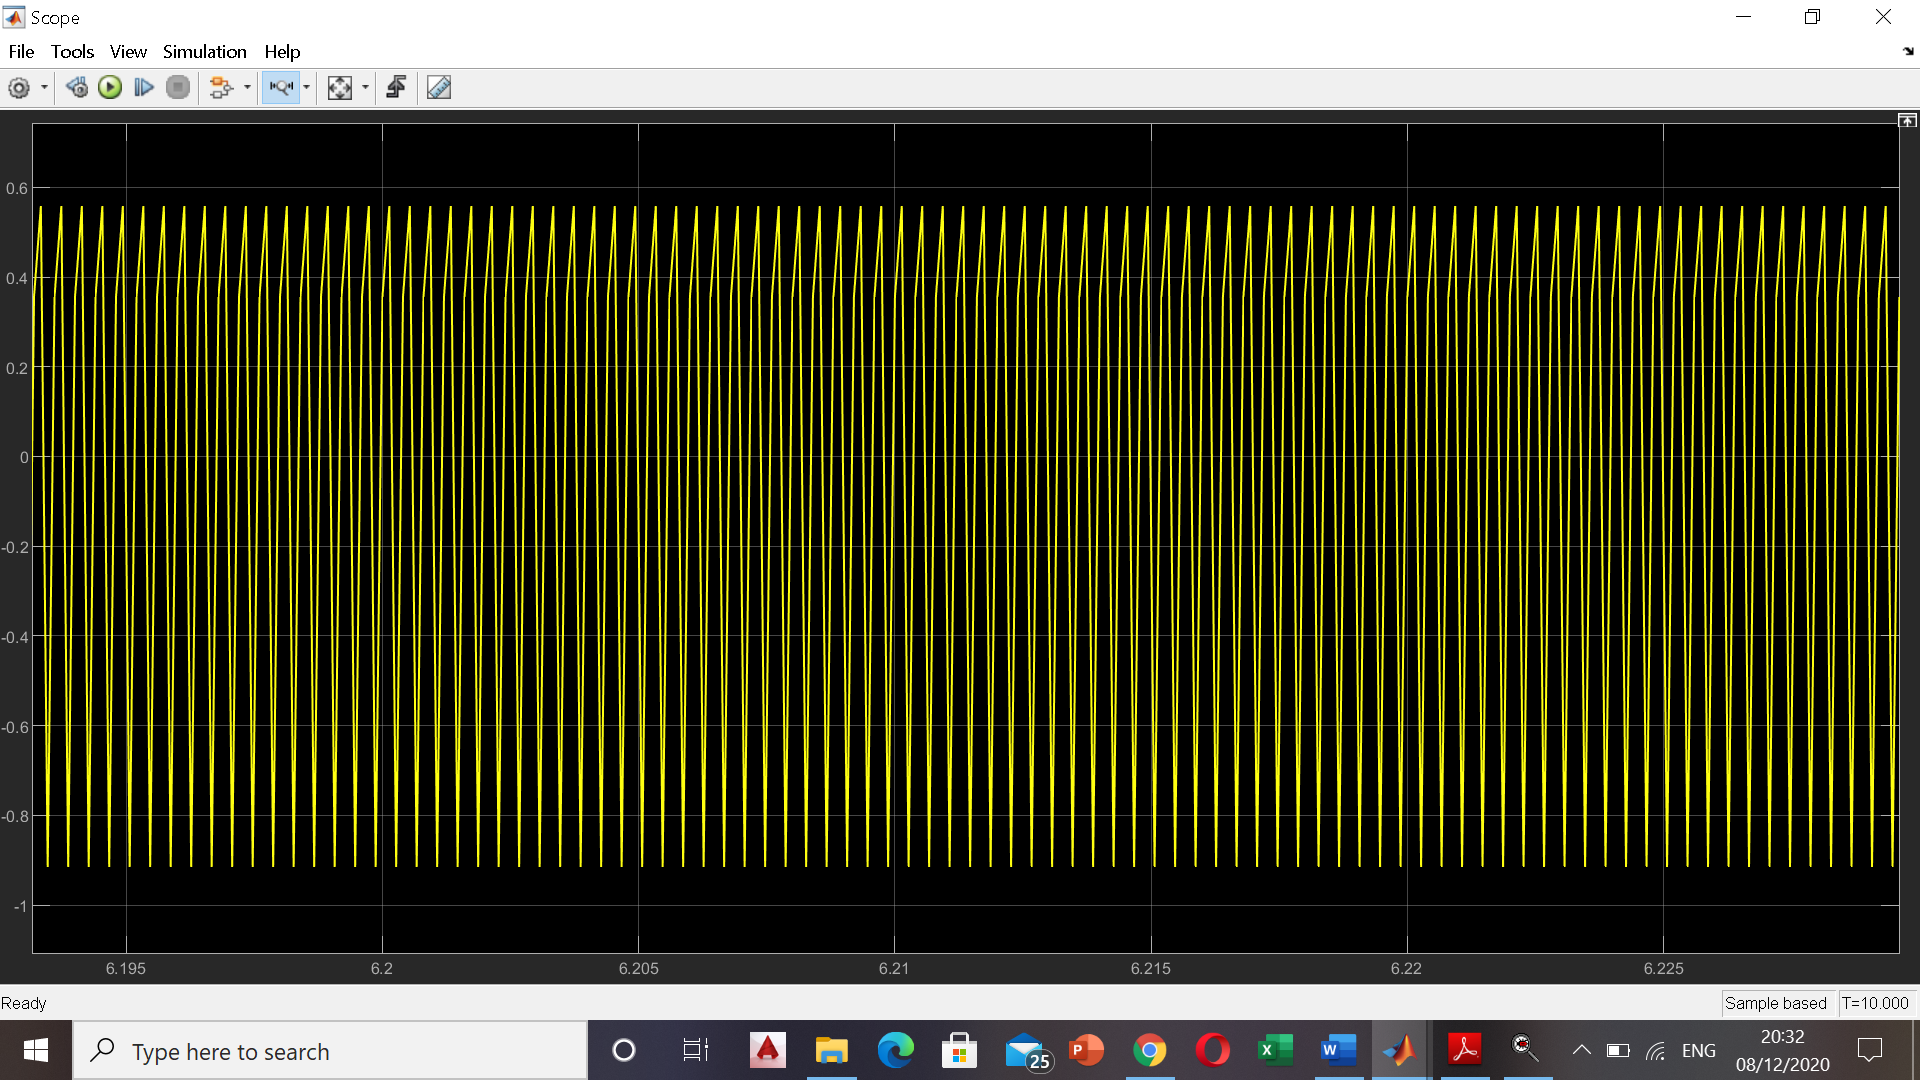 Scope
File Tools View Simulation Help
0.6
0.4
0.2
0
-0.2
-0.4
-0.6
-0.8
-1
6.195 6.2 6.205 6.21 6.215 6.22 6.225
Ready
Sample based T=10.000
Type here to search
25
ENG
20:32
08/12/2020